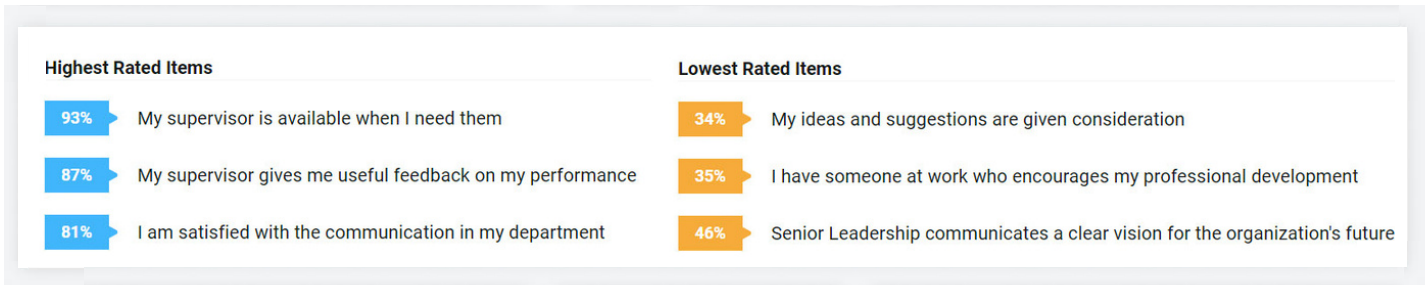 Highest Rated Items
93% My supervisor is available when I need them
87% My supervisor gives me useful feedback on my performance
81% I am satisfied with the communication in my department
Lowest Rated Items
34% My ideas and suggestions are given consideration
35% I have someone at work who encourages my professional development
46% Senior Leadership communicates a clear vision for the organization's future